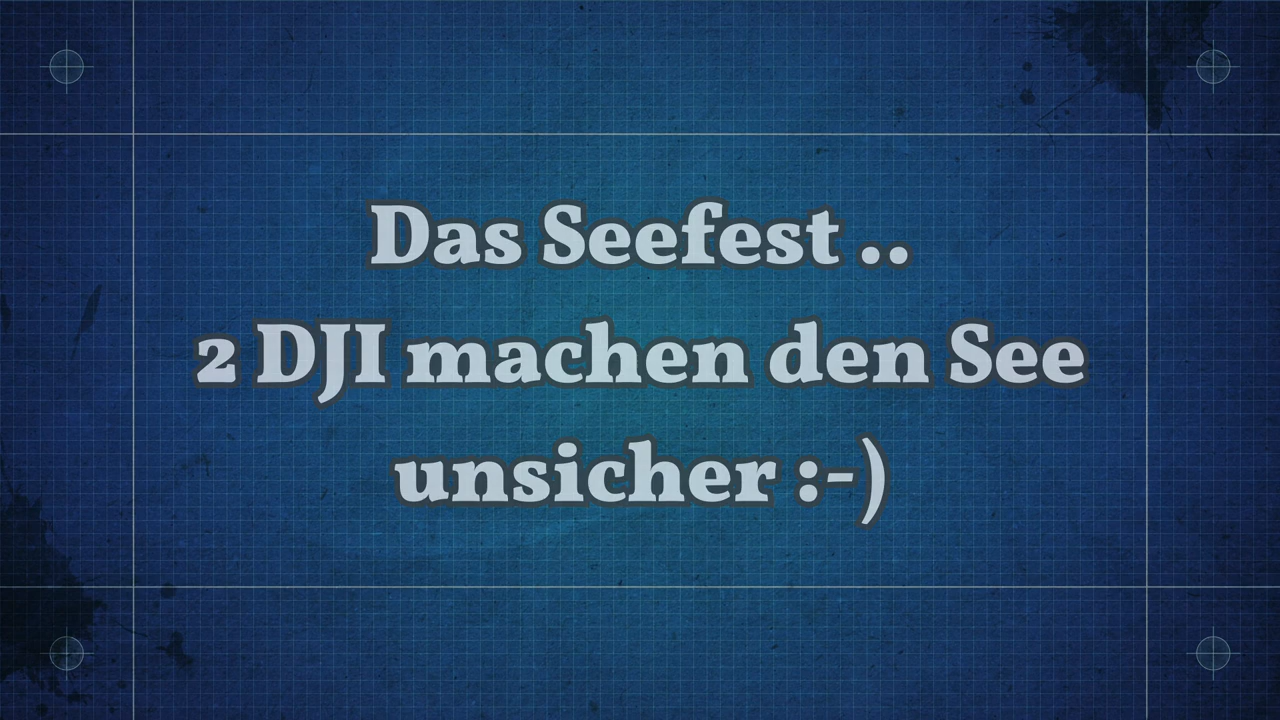 Das Seefest ..
2 DJI machen den See
unsicher :-)